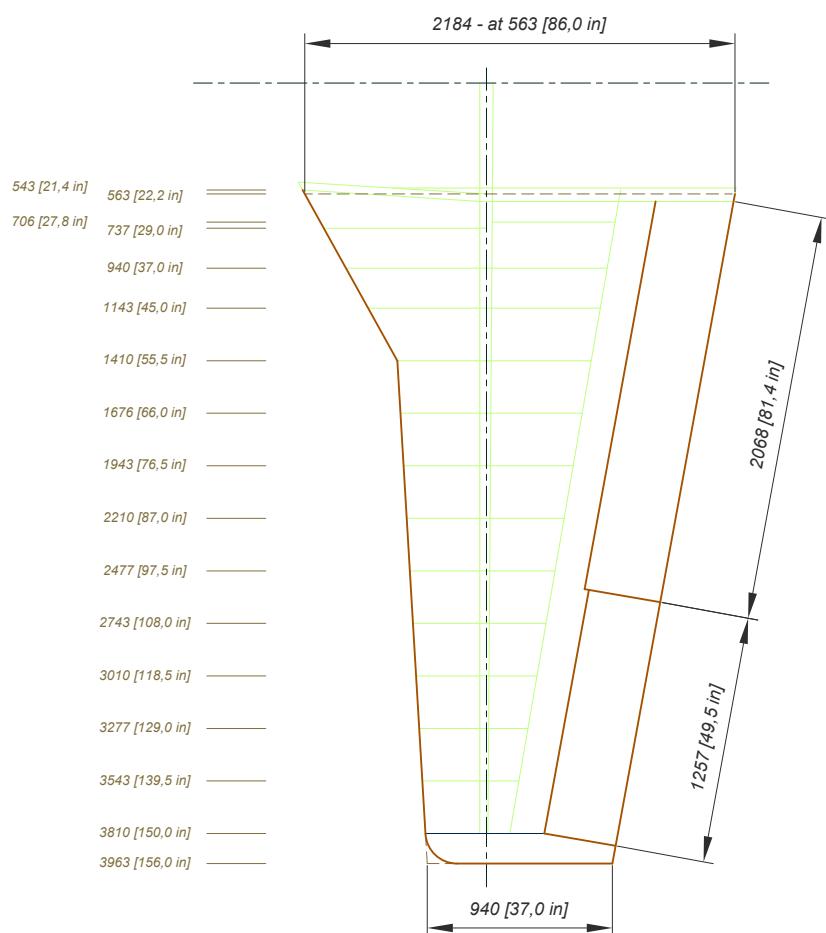 2184 - at 563 [86,0 in]
543 [21,4 in]
563 [22,2 in]
706 [27,8 in]
737 [29,0 in]
940 [37,0 in]
1143 [45,0 in]
1410 [55,5 in]
1676 [66,0 in]
1943 [76,5 in]
2210 [87,0 in]
2477 [97,5 in]
2743 [108,0 in]
3010 [118,5 in]
3277 [129,0 in]
3543 [139,5 in]
3810 [150,0 in]
3963 [156,0 in]
2068 [81,4 in]
1257 [49,5 in]
940 [37,0 in]